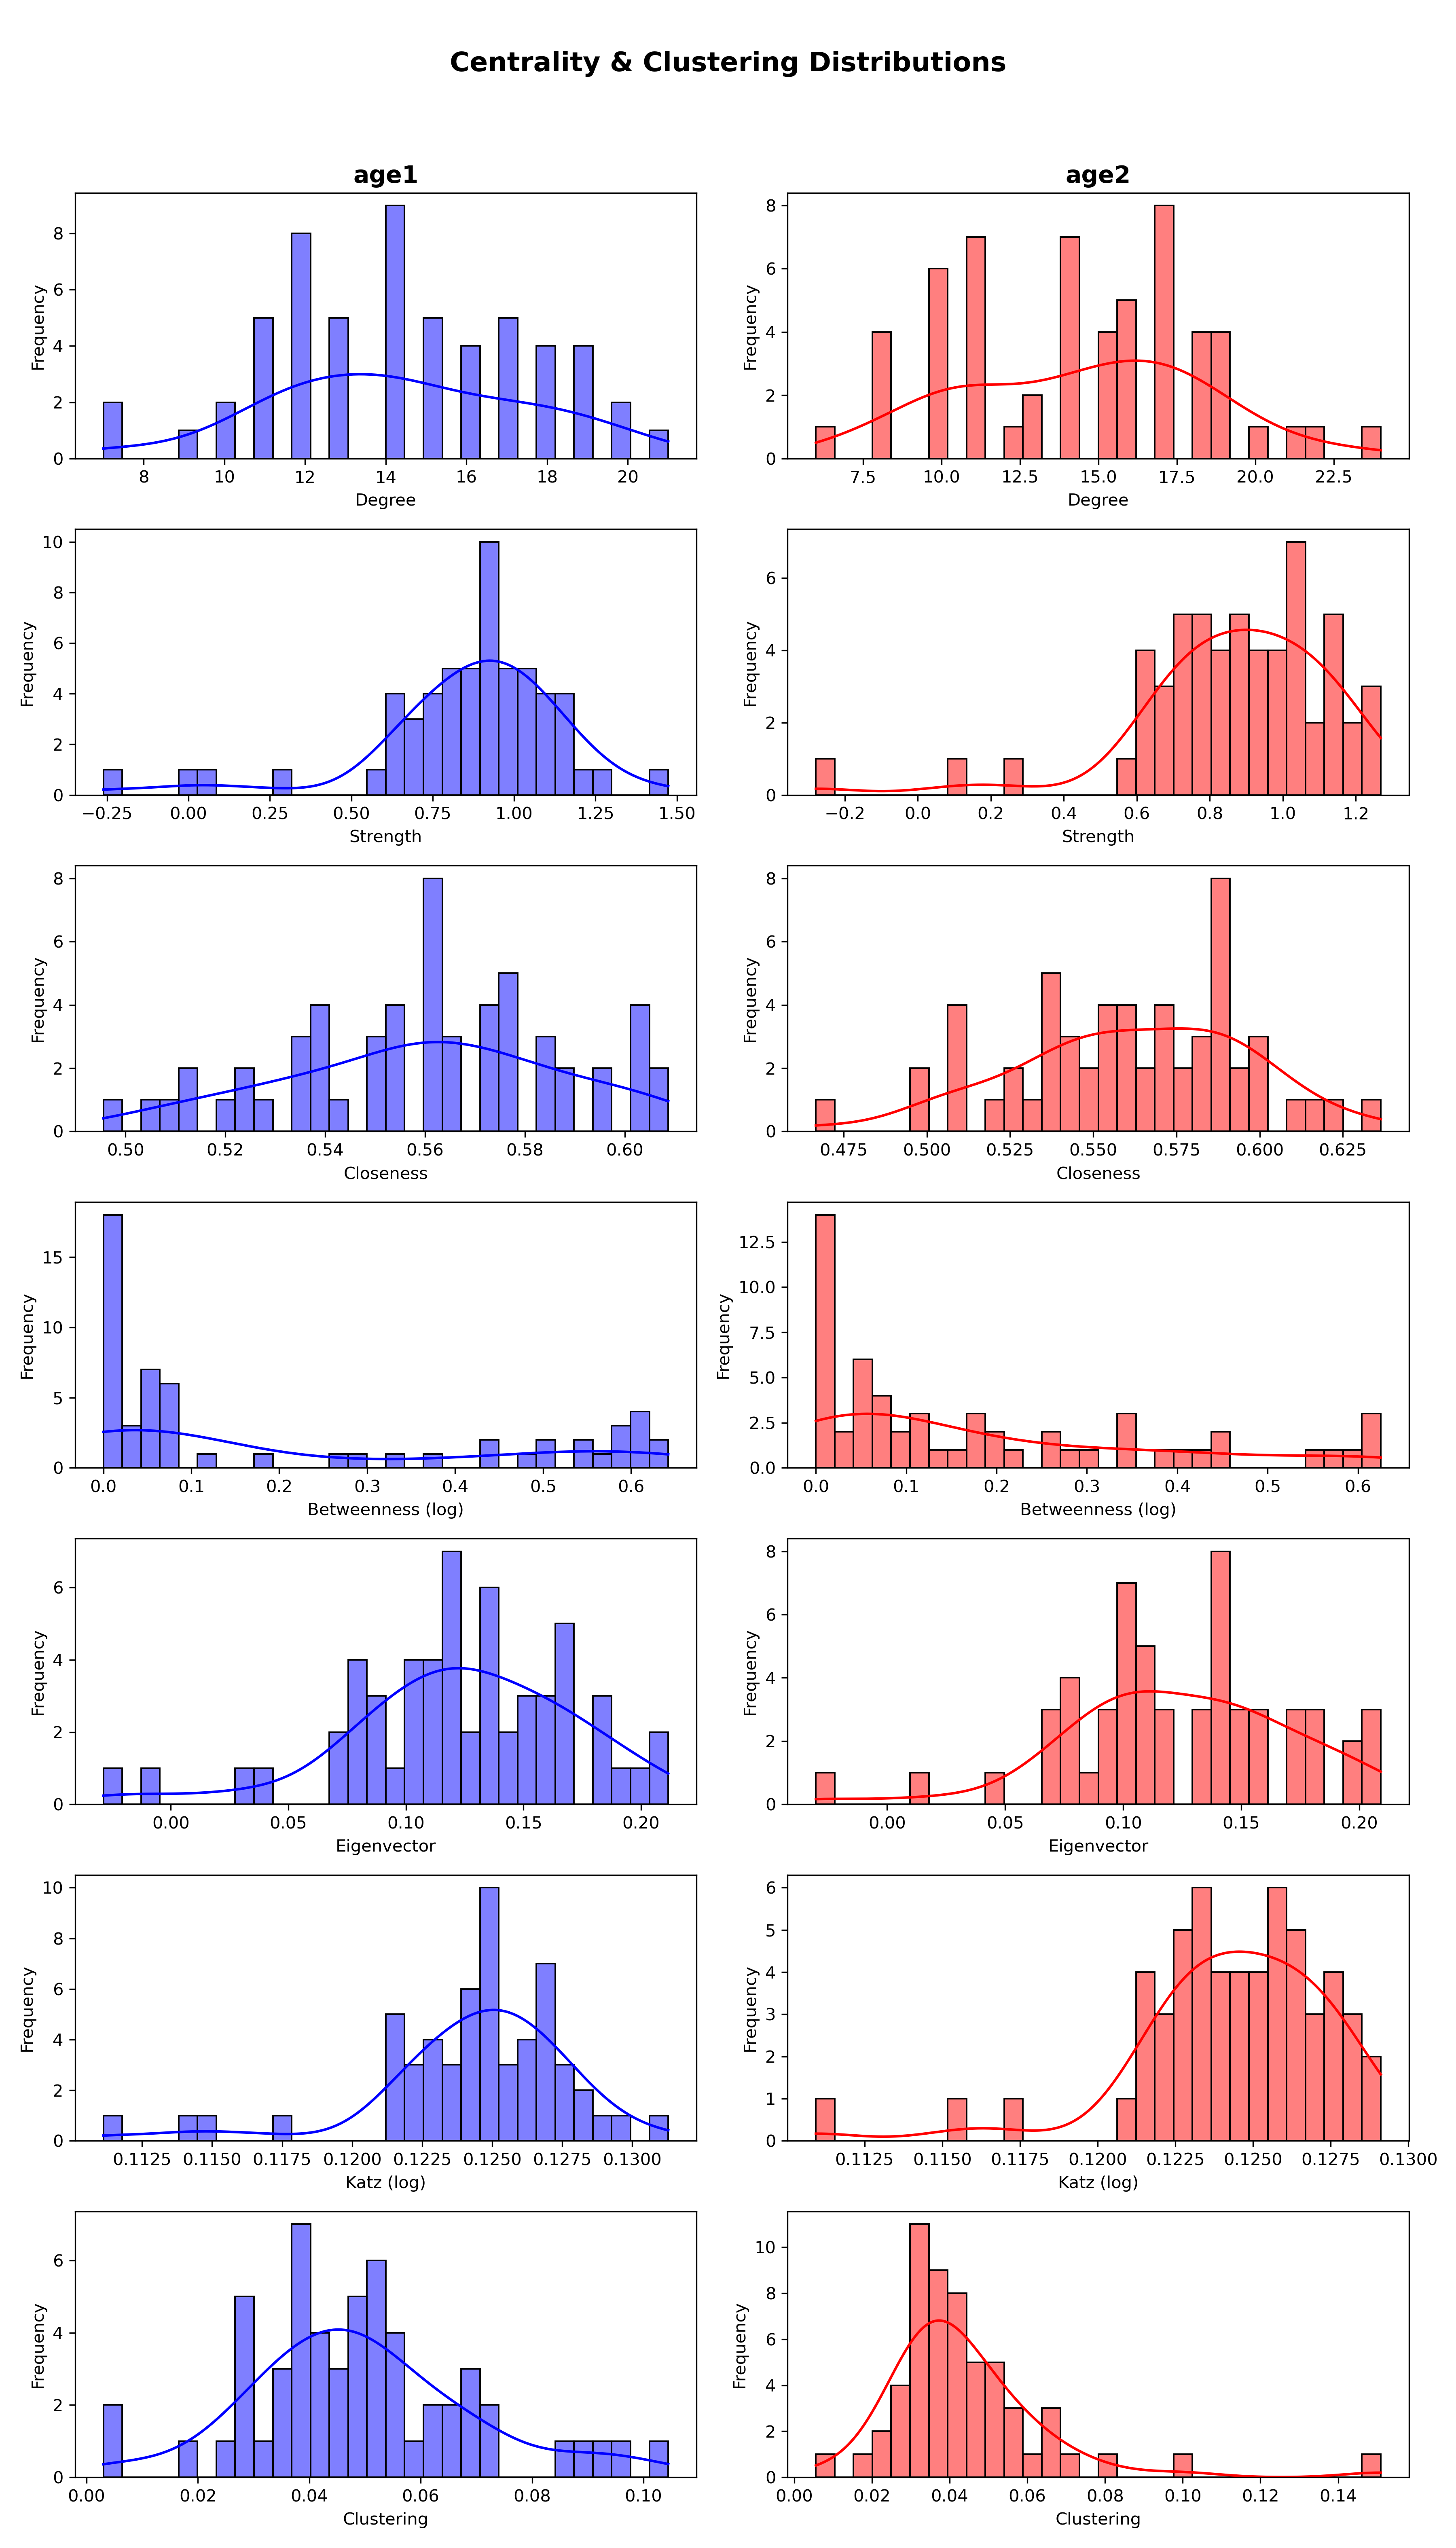 Centrality & Clustering Distributions
age1
age2
Frequency
8
6
4
2
0
8 10 12 14 16 18 20
Degree
Frequency
8
6
4
2
0
7.5 10.0 12.5 15.0 17.5 20.0 22.5
Degree
Frequency
10
8
6
4
2
0
−0.25 0.00 0.25 0.50 0.75 1.00 1.25 1.50
Strength
Frequency
6
4
2
0
−0.2 0.0 0.2 0.4 0.6 0.8 1.0 1.2
Strength
Frequency
8
6
4
2
0
0.50 0.52 0.54 0.56 0.58 0.60
Closeness
Frequency
8
6
4
2
0
0.475 0.500 0.525 0.550 0.575 0.600 0.625
Closeness
Frequency
15
10
5
0
0.0 0.1 0.2 0.3 0.4 0.5 0.6
Betweenness (log)
Frequency
12.5
10.0
7.5
5.0
2.5
0.0
0.0 0.1 0.2 0.3 0.4 0.5 0.6
Betweenness (log)
Frequency
6
4
2
0
0.00 0.05 0.10 0.15 0.20
Eigenvector
Frequency
8
6
4
2
0
0.00 0.05 0.10 0.15 0.20
Eigenvector
Frequency
10
8
6
4
2
0
0.1125 0.1150 0.1175 0.1200 0.1225 0.1250 0.1275 0.1300
Katz (log)
Frequency
6
5
4
3
2
1
0
0.1125 0.1150 0.1175 0.1200 0.1225 0.1250 0.1275 0.1300
Katz (log)
Frequency
6
4
2
0
0.00 0.02 0.04 0.06 0.08 0.10
Clustering
Frequency
10
8
6
4
2
0
0.00 0.02 0.04 0.06 0.08 0.10 0.12 0.14
Clustering